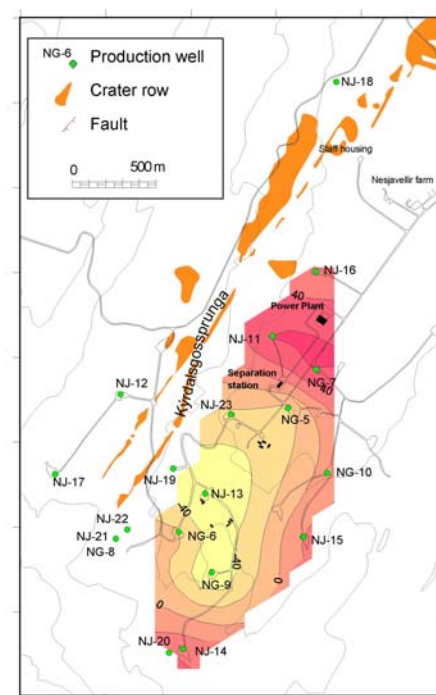 NG-6 Production well
Crater row
Fault
0 500 m
NJ-18
Staff housing
Nesjavellir farm
NJ-16
40
Power Plant
NJ-11
Kýrdalsgossprunga
Separation
station
NG-7
40
NJ-12
NJ-23
NG-5
NJ-19
NG-10
NJ-17
NJ-13
-40
NJ-22
NJ-21
NG-6
NJ-15
NG-8
-40
NG-9
0
0
NJ-20
NJ-14